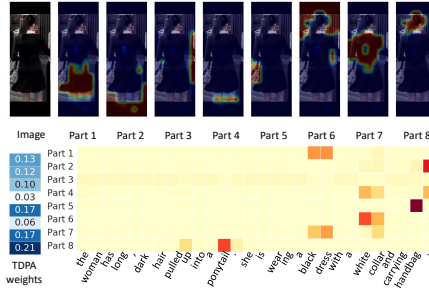 Image Part 1 Part 2 Part 3 Part 4 Part 5 Part 6 Part 7 Part 8
0.13 Part 1
0.12 Part 2
0.10 Part 3
0.03 Part 4
0.17 Part 5
0.06 Part 6
0.17 Part 7
0.21 Part 8
the woman has long , dark hair pulled up into a ponytail . she is wearing a black dress with a white collar and carrying handbag
TDPA
weights